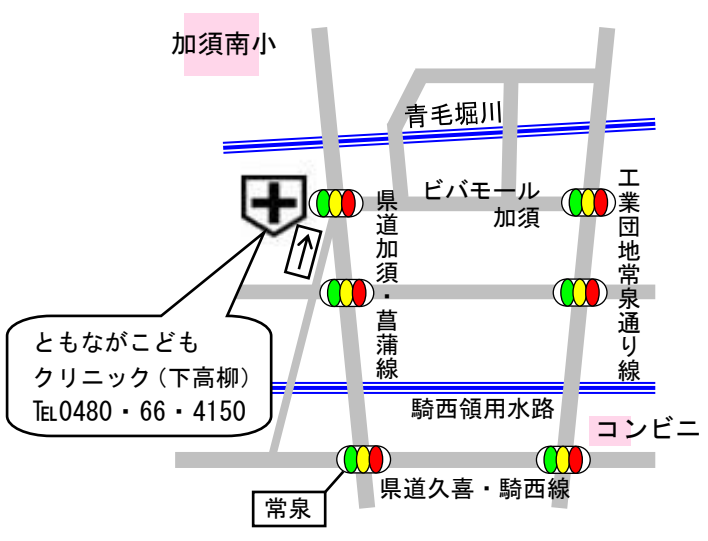 加須南小
青毛堀川
ビバモール
加須
県道加須・菖蒲線
工業団地常泉通り線
ともながこども
クリニック（下高柳）
℡0480・66・4150
騎西領用水路
コンビニ
県道久喜・騎西線
常泉